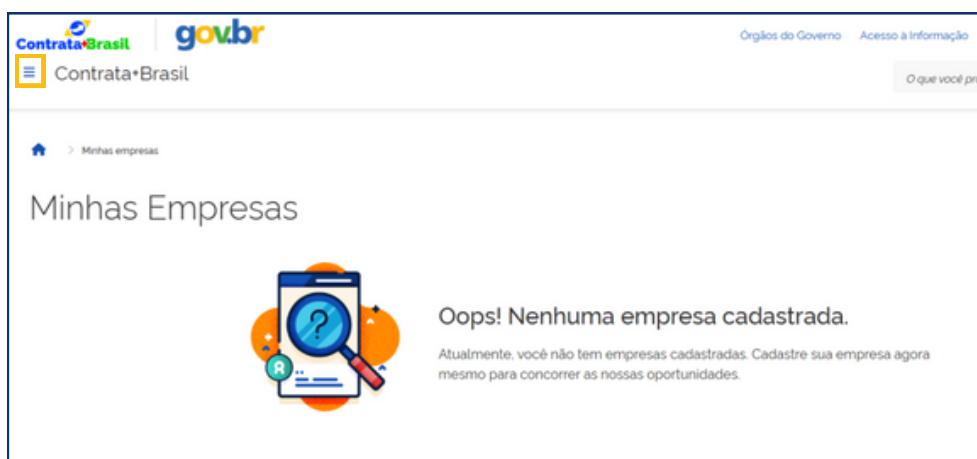 Contrata+Brasil
gov.br
Órgãos do Governo Acesso à Informação
Contrata+Brasil
O que você pr
> Minhas empresas
Minhas Empresas
?
Oops! Nenhuma empresa cadastrada.
Atualmente, você não tem empresas cadastradas. Cadastre sua empresa agora
mesmo para concorrer as nossas oportunidades.